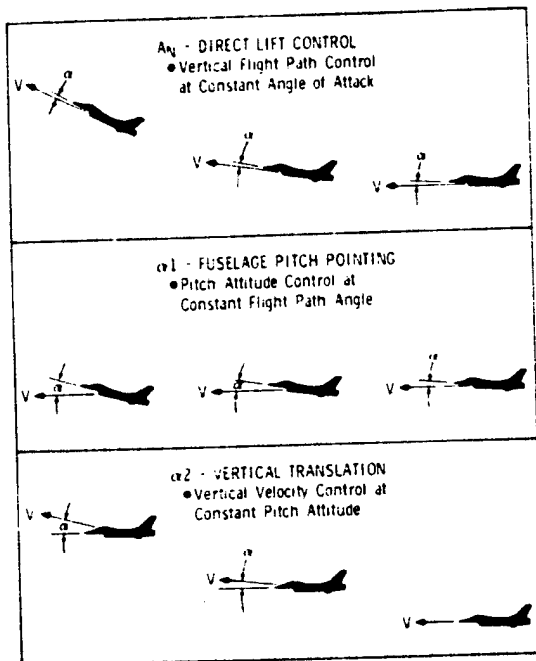 A_N - DIRECT LIFT CONTROL
• Vertical Flight Path Control
at Constant Angle of Attack
α
V
α
V
α
V
α1 - FUSELAGE PITCH POINTING
• Pitch Attitude Control at
Constant Flight Path Angle
α
V
α
V
α
V
α2 - VERTICAL TRANSLATION
• Vertical Velocity Control at
Constant Pitch Attitude
V
α
α
V
V